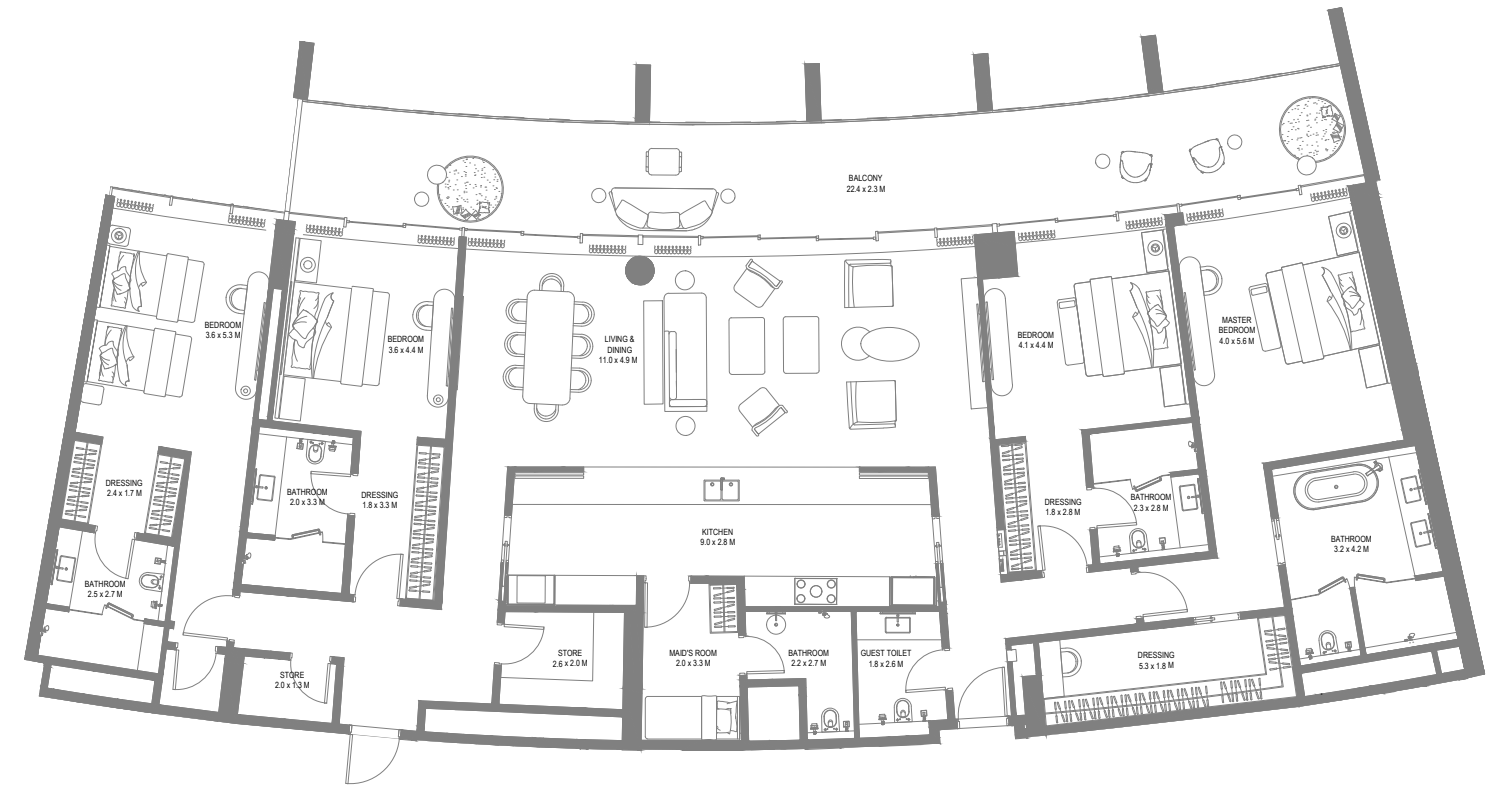 BALCONY
22.4 x 2.3 M
BEDROOM
3.6 x 5.3 M
BEDROOM
3.6 x 4.4 M
LIVING &
DINING
11.0 x 4.9 M
BEDROOM
4.1 x 4.4 M
MASTER
BEDROOM
4.0 x 5.6 M
DRESSING
2.4 x 1.7 M
BATHROOM
2.0 x 3.3 M
DRESSING
1.8 x 3.3 M
KITCHEN
9.0 x 2.8 M
DRESSING
1.8 x 2.8 M
BATHROOM
2.3 x 2.8 M
BATHROOM
3.2 x 4.2 M
BATHROOM
2.5 x 2.7 M
STORE
2.0 x 1.3 M
STORE
2.6 x 2.0 M
MAID'S ROOM
2.0 x 3.3 M
BATHROOM
2.2 x 2.7 M
GUEST TOILET
1.8 x 2.6 M
DRESSING
5.3 x 1.8 M